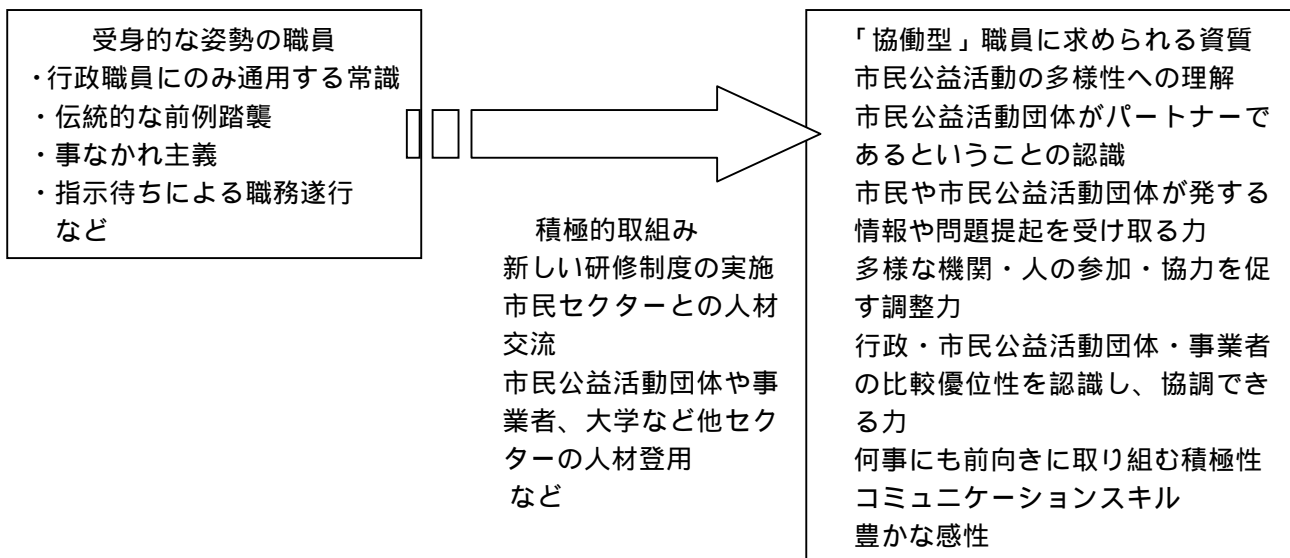 受身的な姿勢の職員
・行政職員にのみ通用する常識
・伝統的な前例踏襲
・事なかれ主義
・指示待ちによる職務遂行
など
積極的取組み
新しい研修制度の実施
市民セクターとの人材
交流
市民公益活動団体や事
業者、大学など他セク
ターの人材登用
など
「協働型」職員に求められる資質
市民公益活動の多様性への理解
市民公益活動団体がパートナーで
あるということの認識
市民や市民公益活動団体が発する
情報や問題提起を受け取る力
多様な機関・人の参加・協力を促
す調整力
行政・市民公益活動団体・事業者
の比較優位性を認識し、協調でき
る力
何事にも前向きに取り組む積極性
コミュニケーションスキル
豊かな感性